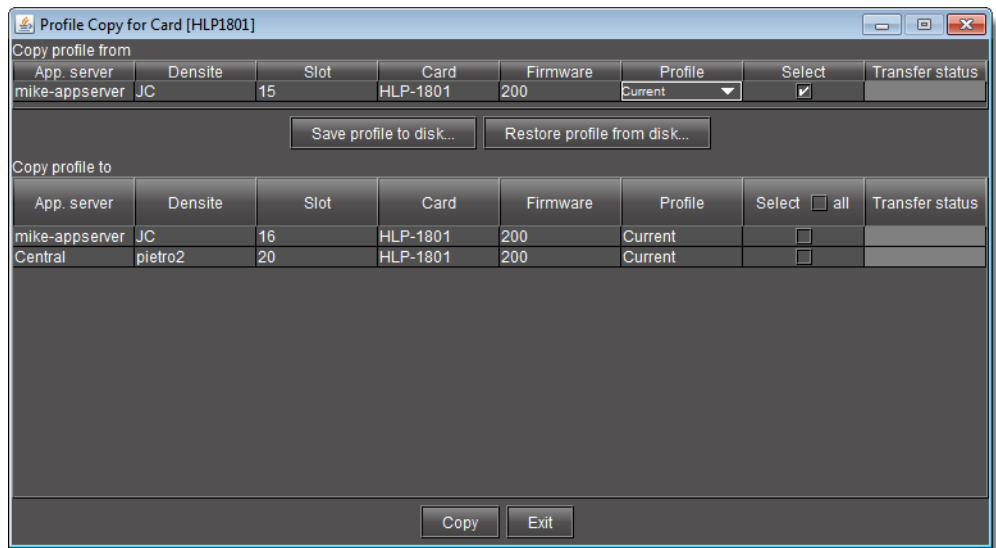 Profile Copy for Card [HLP1801]
Copy profile from
App. server Densite Slot Card Firmware Profile Select Transfer status
mike-appserver JC 15 HLP-1801 200 Current
Save profile to disk... Restore profile from disk...
Copy profile to
App. server Densite Slot Card Firmware Profile Select all Transfer status
mike-appserver JC 16 HLP-1801 200 Current
Central pietro2 20 HLP-1801 200 Current
Copy Exit